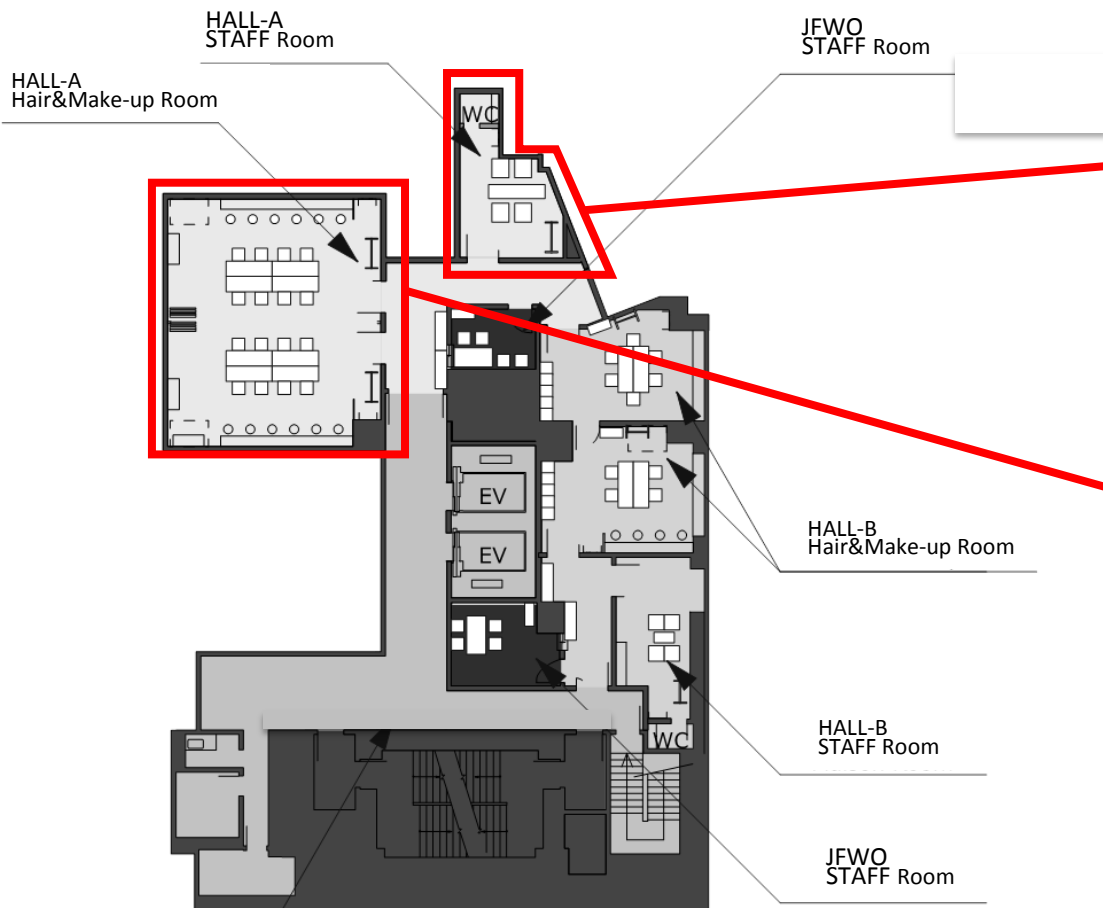 HALL-A
STAFF Room
JFWO
STAFF Room
HALL-A
Hair&Make-up Room
WC
EV
EV
HALL-B
Hair&Make-up Room
HALL-B
STAFF Room
WC
JFWO
STAFF Room